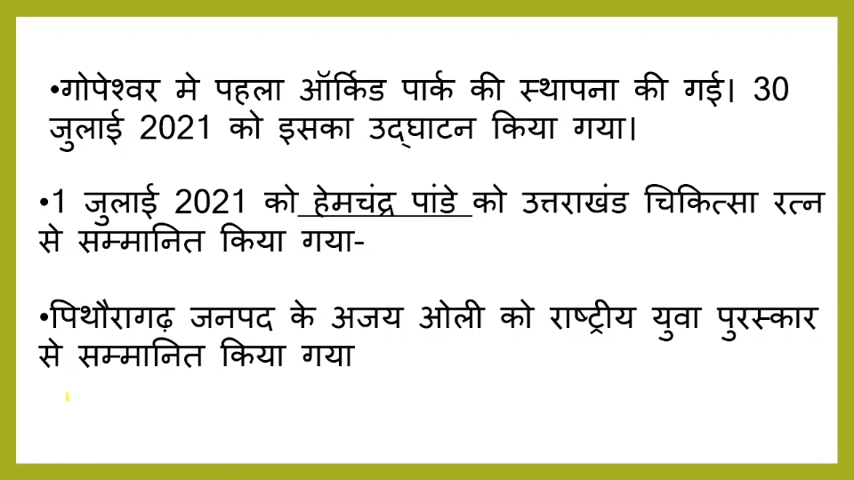 •गोपेश्वर मे पहला ऑर्किड पार्क की स्थापना की गई। 30
जुलाई 2021 को इसका उद्घाटन किया गया।
•1 जुलाई 2021 को हेमचंद्र पांडे को उत्तराखंड चिकित्सा रत्न
से सम्मानित किया गया-
•पिथौरागढ़ जनपद के अजय ओली को राष्ट्रीय युवा पुरस्कार
से सम्मानित किया गया